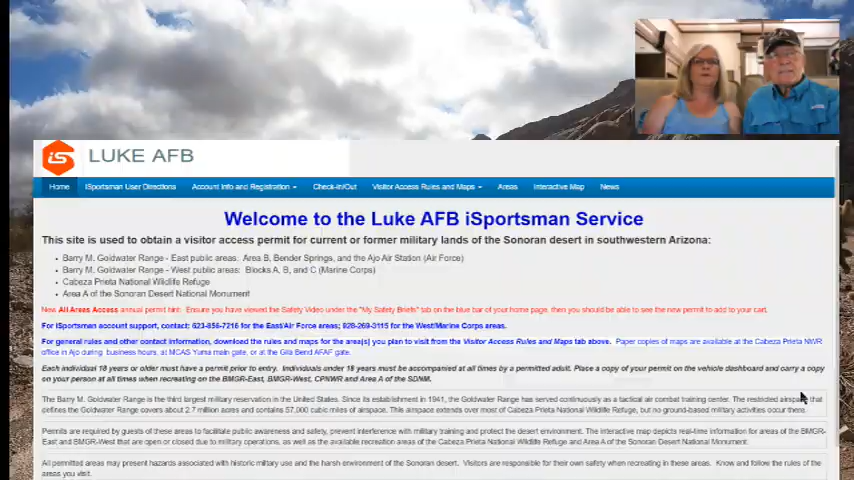 iS LUKE AFB
Home iSportsman User Directions Account Info and Registration Check-In/Out Visitor Access Rules and Maps Areas Interactive Map News
Welcome to the Luke AFB iSportsman Service
This site is used to obtain a visitor access permit for current or former military lands of the Sonoran desert in southwestern Arizona:
Barry M. Goldwater Range - East public areas: Area B, Bender Springs, and the Ajo Air Station (Air Force)
Barry M. Goldwater Range - West public areas: Blocks A, B, and C (Marine Corps)
Cabeza Prieta National Wildlife Refuge
Area A of the Sonoran Desert National Monument
New All Areas Access annual permit hint: Ensure you have viewed the Safety Video under the "My Safety Briefs" tab on the blue bar of your home page, then you should be able to see the new permit to add to your cart.
For iSportsman account support, contact: 623-856-7216 for the East/Air Force areas; 928-269-3115 for the West/Marine Corps areas.
For general rules and other contact information, download the rules and maps for the area(s) you plan to visit from the Visitor Access Rules and Maps tab above. Paper copies of maps are available at the Cabeza Prieta NWR
office in Ajo during business hours, at MCAS Yuma main gate, or at the Gila Bend AFAF gate.
Each individual 18 years or older must have a permit prior to entry. Individuals under 18 years must be accompanied at all times by a permitted adult. Place a copy of your permit on the vehicle dashboard and carry a copy
on your person at all times when recreating on the BMGR-East, BMGR-West, CPNWR and Area A of the SDNM.
The Barry M. Goldwater Range is the third largest military reservation in the United States. Since its establishment in 1941, the Goldwater Range has served continuously as a tactical air combat training center. The restricted airspace that
defines the Goldwater Range covers about 2.7 million acres and contains 57,000 cubic miles of airspace. This airspace extends over most of Cabeza Prieta National Wildlife Refuge, but no ground-based military activities occur there.
Permits are required by guests of these areas to facilitate public awareness and safety, prevent interference with military training and protect the desert environment. The interactive map depicts real-time information for areas of the BMGR-
East and BMGR-West that are open or closed due to military operations, as well as the available recreation areas of the Cabeza Prieta National Wildlife Refuge and Area A of the Sonoran Desert National Monument.
All permitted areas may present hazards associated with historic military use and the harsh environment of the Sonoran desert. Visitors are responsible for their own safety when recreating in these areas. Know and follow the rules of the
areas you visit.